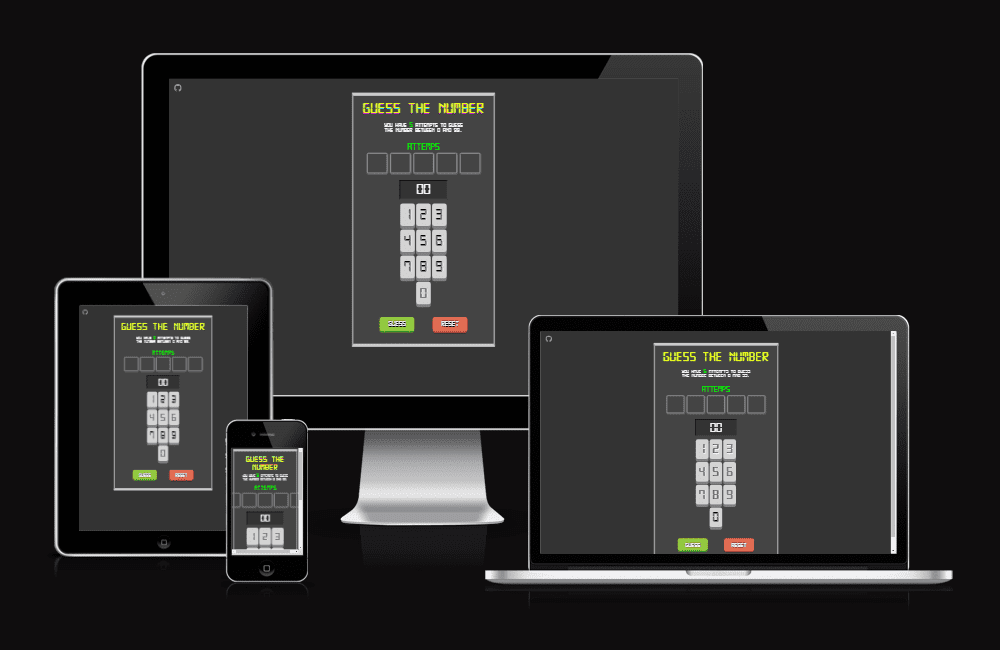 GUESS THE NUMBER
YOU HAVE 5 ATTEMPTS TO GUESS
THE NUMBER BETWEEN 0 AND 99.
ATTEMPS
00
1 2 3
4 5 6
7 8 9
0
GUESS RESET
GUESS THE NUMBER
YOU HAVE 5 ATTEMPTS TO GUESS
THE NUMBER BETWEEN 0 AND 99.
ATTEMPS
00
1 2 3
4 5 6
7 8 9
0
GUESS RESET
GUESS THE
NUMBER
YOU HAVE 5 ATTEMPTS TO GUESS
THE NUMBER BETWEEN 0 AND 99.
ATTEMPS
00
1 2 3
GUESS THE NUMBER
YOU HAVE 5 ATTEMPTS TO GUESS
THE NUMBER BETWEEN 0 AND 99.
ATTEMPS
00
1 2 3
4 5 6
7 8 9
0
GUESS RESET